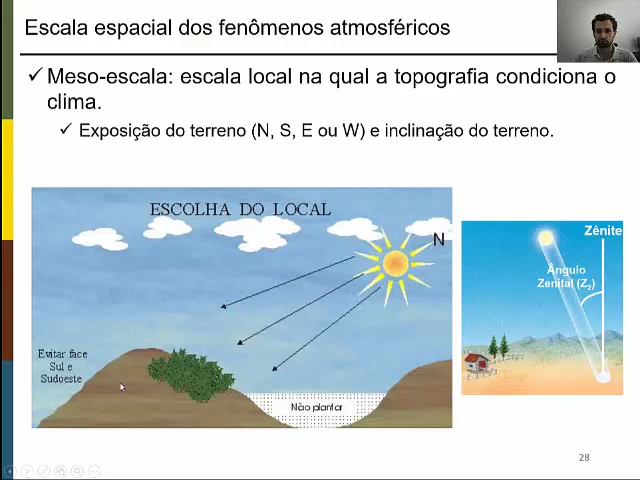 Escala espacial dos fenômenos atmosféricos
✓Meso-escala: escala local na qual a topografia condiciona o
clima.
✓ Exposição do terreno (N, S, E ou W) e inclinação do terreno.
ESCOLHA DO LOCAL
N
Evitar face
Sul e
Sudoeste
Não plantar
Zênite
Ângulo
Zenital (Z₂)
28